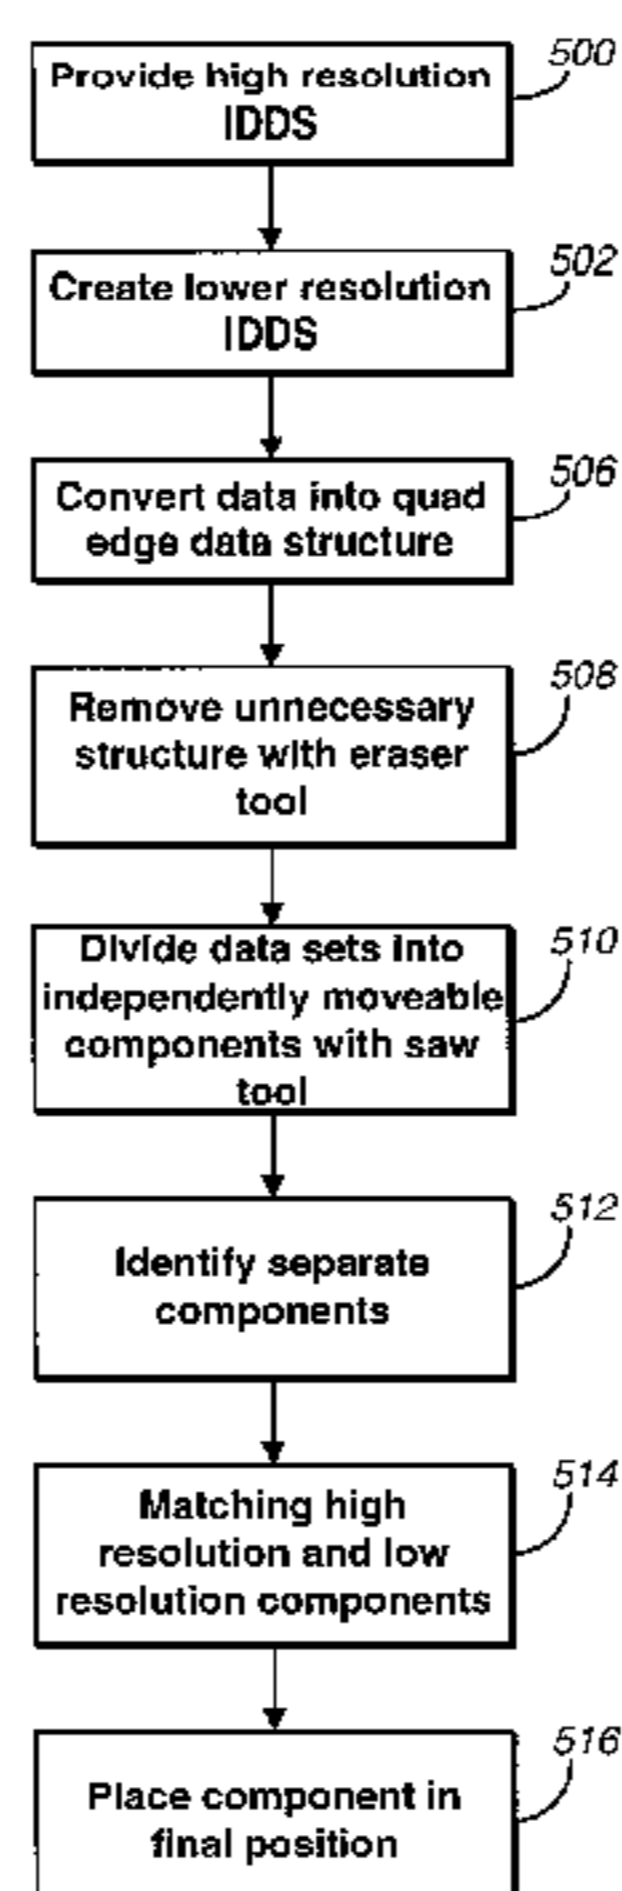 500
Provide high resolution
IDDS
502
Create lower resolution
IDDS
506
Convert data into quad
edge data structure
508
Remove unnecessary
structure with eraser
tool
510
Divide data sets into
independently moveable
components with saw
tool
512
Identify separate
components
514
Matching high
resolution and low
resolution components
516
Place component in
final position